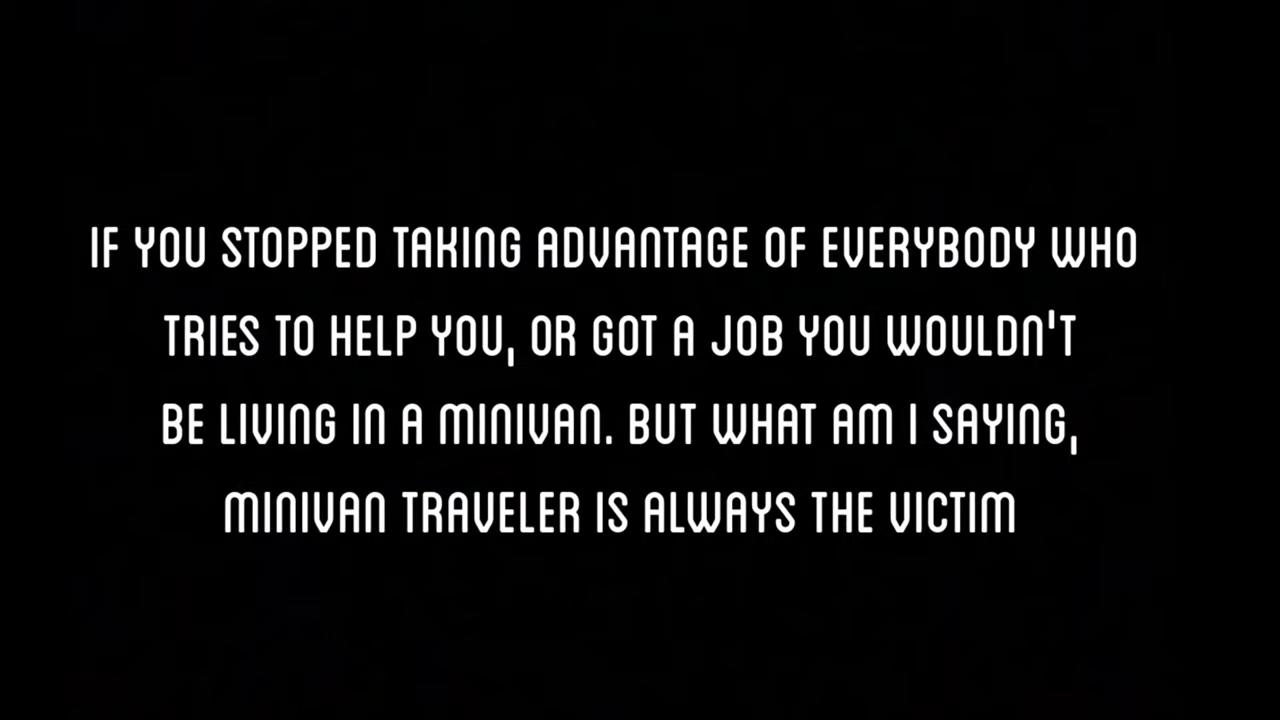 IF YOU STOPPED TAKING ADVANTAGE OF EVERYBODY WHO
TRIES TO HELP YOU, OR GOT A JOB YOU WOULDN'T
BE LIVING IN A MINIVAN. BUT WHAT AM I SAYING,
MINIVAN TRAVELER IS ALWAYS THE VICTIM